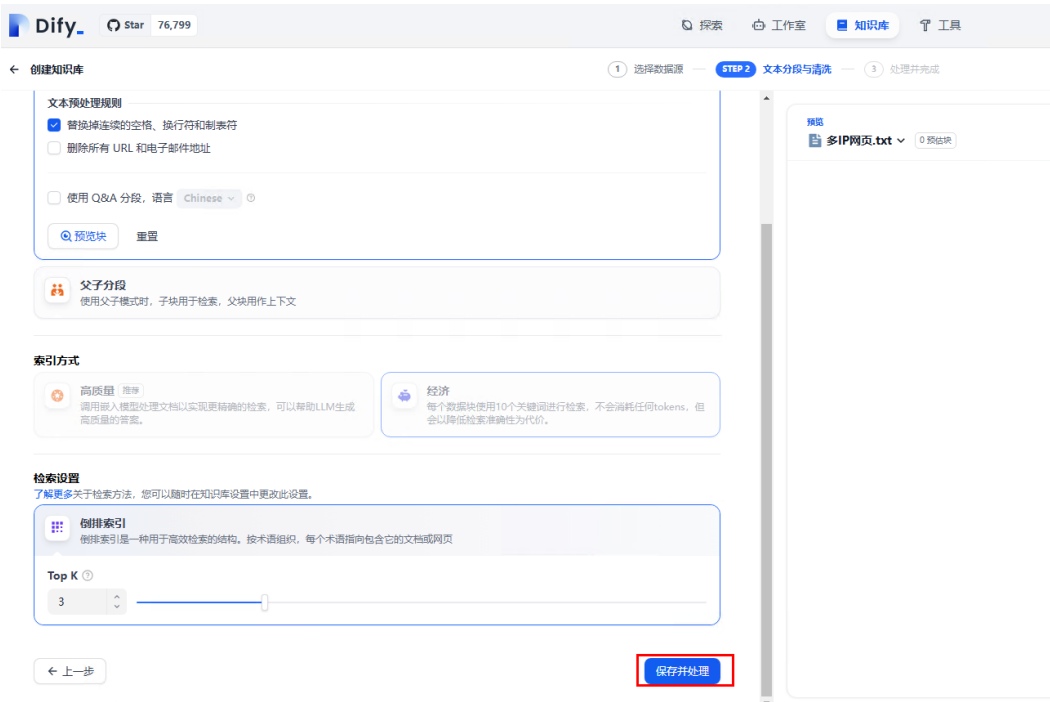 Dify_ Star 76,799 探索 工作室 知识库 工具
创建知识库 1 选择数据源 STEP 2 文本分段与清洗 3 处理并完成
文本预处理规则
替换掉连续的空格、换行符和制表符
删除所有 URL 和电子邮件地址
使用 Q&A 分段，语言 Chinese
预览块 重置
父子分段
使用父子模式时，子块用于检索，父块用作上下文
索引方式
高质量 推荐
调用嵌入模型处理文档以实现更精确的检索，可以帮助LLM生成
高质量的答案。
经济
每个数据块使用10个关键词进行检索，不会消耗任何tokens，但
会以降低检索准确性为代价。
检索设置
了解更多关于检索方法，您可以随时在知识库设置中更改此设置。
倒排索引
倒排索引是一种用于高效检索的结构。按术语组织，每个术语指向包含它的文档或网页
Top K
3
上一步 保存并处理
预览
多IP网页.txt 0 预估块